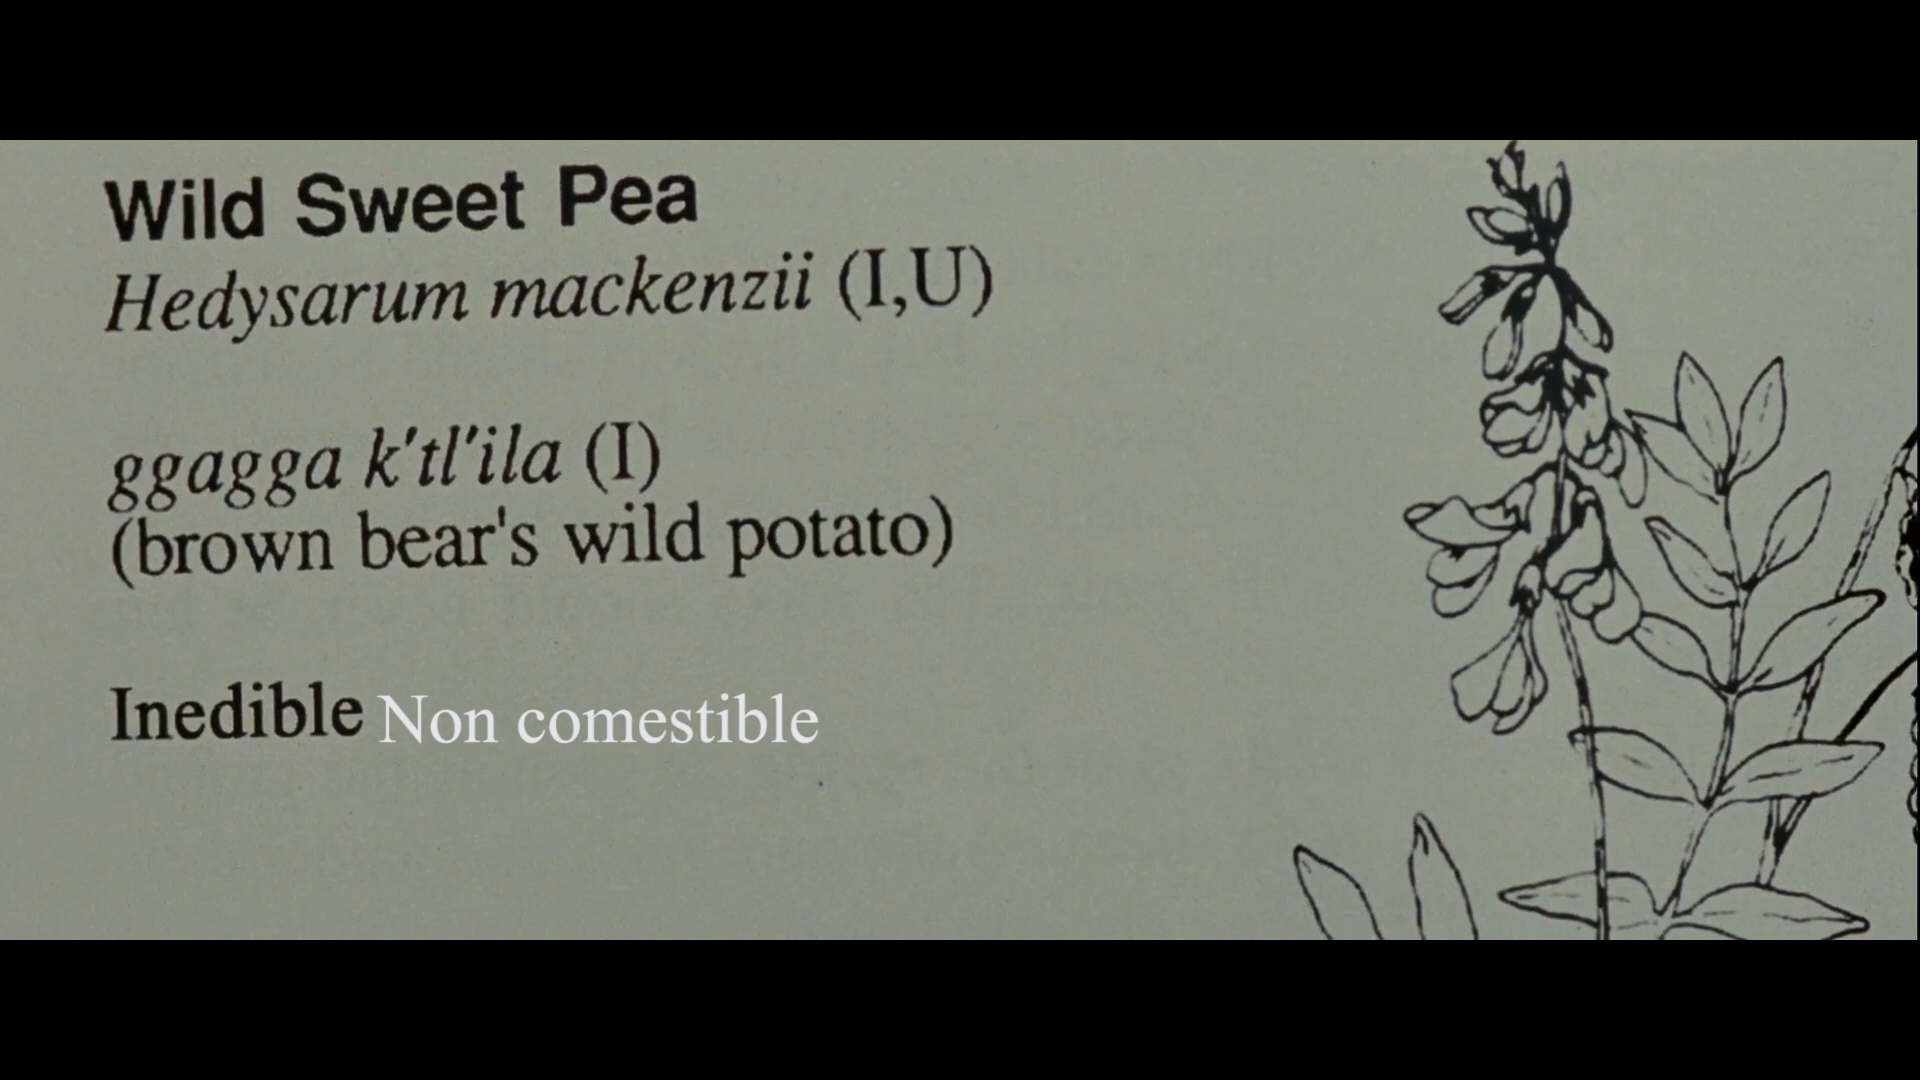 Wild Sweet Pea
Hedysarum mackenzii (I,U)
ggagga k'tl'ila (I)
(brown bear's wild potato)
Inedible Non comestible